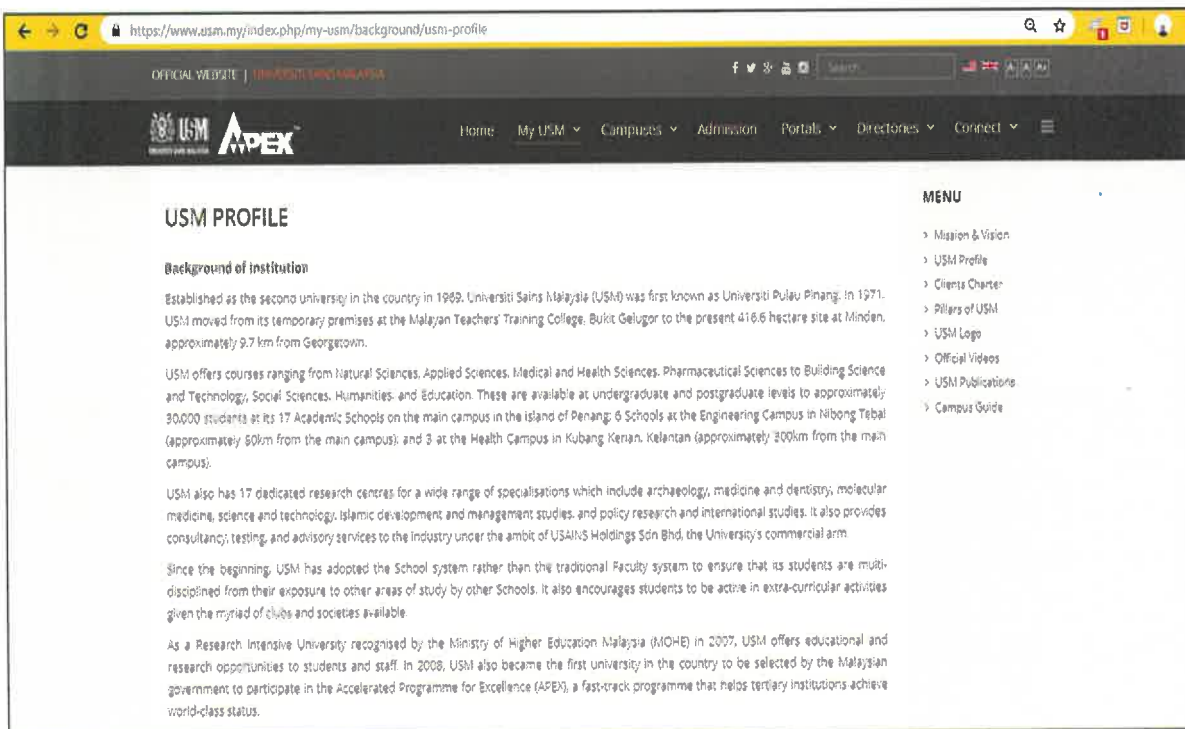 https://www.usm.my/index.php/my-usm/background/usm-profile
OFFICIAL WEBSITE | UNIVERSITI SAINS MALAYSIA
Search...
USM APEX™
Home My USM Campuses Admission Portals Directories Connect
USM PROFILE
Background of institution
Established as the second university in the country in 1969, Universiti Sains Malaysia (USM) was first known as Universiti Pulau Pinang. In 1971,
USM moved from its temporary premises at the Malayan Teachers' Training College, Bukit Gelugor to the present 416.6 hectare site at Minden,
approximately 9.7 km from Georgetown.
USM offers courses ranging from Natural Sciences, Applied Sciences, Medical and Health Sciences, Pharmaceutical Sciences to Building Science
and Technology, Social Sciences, Humanities, and Education. These are available at undergraduate and postgraduate levels to approximately
30,000 students at its 17 Academic Schools on the main campus in the island of Penang; 6 Schools at the Engineering Campus in Nibong Tebal
(approximately 50km from the main campus); and 3 at the Health Campus in Kubang Kerian, Kelantan (approximately 300km from the main
campus).
USM also has 17 dedicated research centres for a wide range of specialisations which include archaeology, medicine and dentistry, molecular
medicine, science and technology, Islamic development and management studies, and policy research and international studies. It also provides
consultancy, testing, and advisory services to the industry under the ambit of USAINS Holdings Sdn Bhd, the University's commercial arm.
Since the beginning, USM has adopted the School system rather than the traditional Faculty system to ensure that its students are multi-
disciplined from their exposure to other areas of study by other Schools. It also encourages students to be active in extra-curricular activities
given the myriad of clubs and societies available.
As a Research Intensive University recognised by the Ministry of Higher Education Malaysia (MOHE) in 2007, USM offers educational and
research opportunities to students and staff. In 2008, USM also became the first university in the country to be selected by the Malaysian
government to participate in the Accelerated Programme for Excellence (APEX), a fast-track programme that helps tertiary institutions achieve
world-class status.
MENU
> Mission & Vision
> USM Profile
> Clients Charter
> Pillars of USM
> USM Logo
> Official Videos
> USM Publications
> Campus Guide